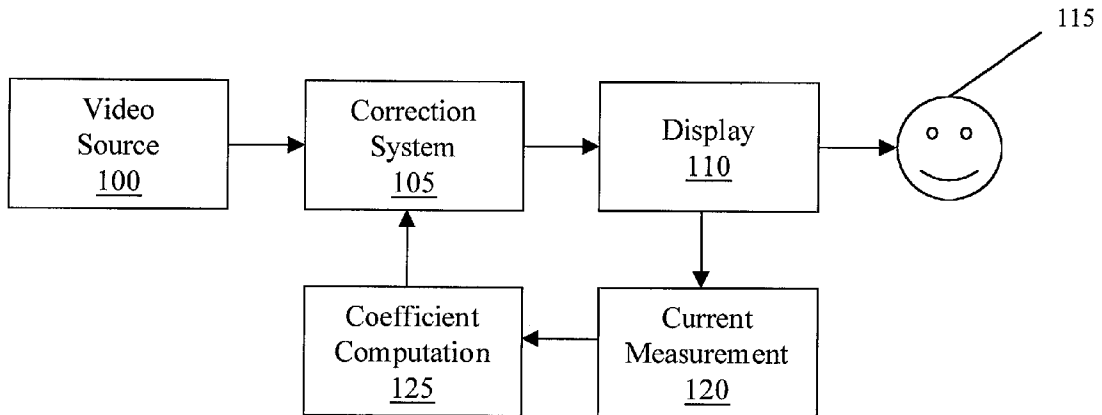 115
Video
Source
100
Correction
System
105
Display
110
Coefficient
Computation
125
Current
Measurement
120